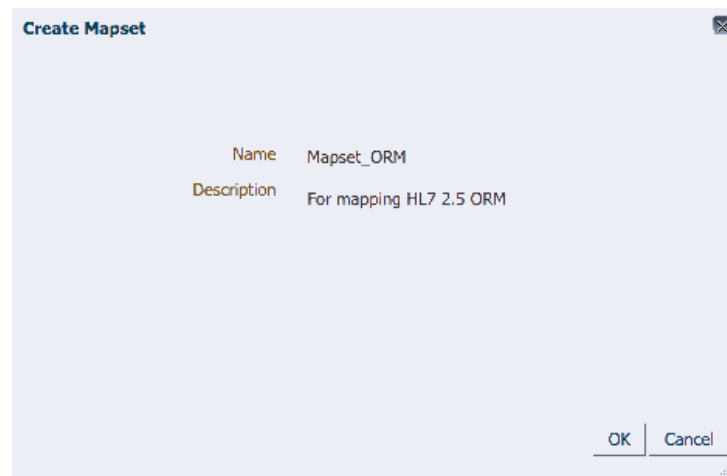 Create Mapset
Name Mapset_ORM
Description For mapping HL7 2.5 ORM
OK Cancel